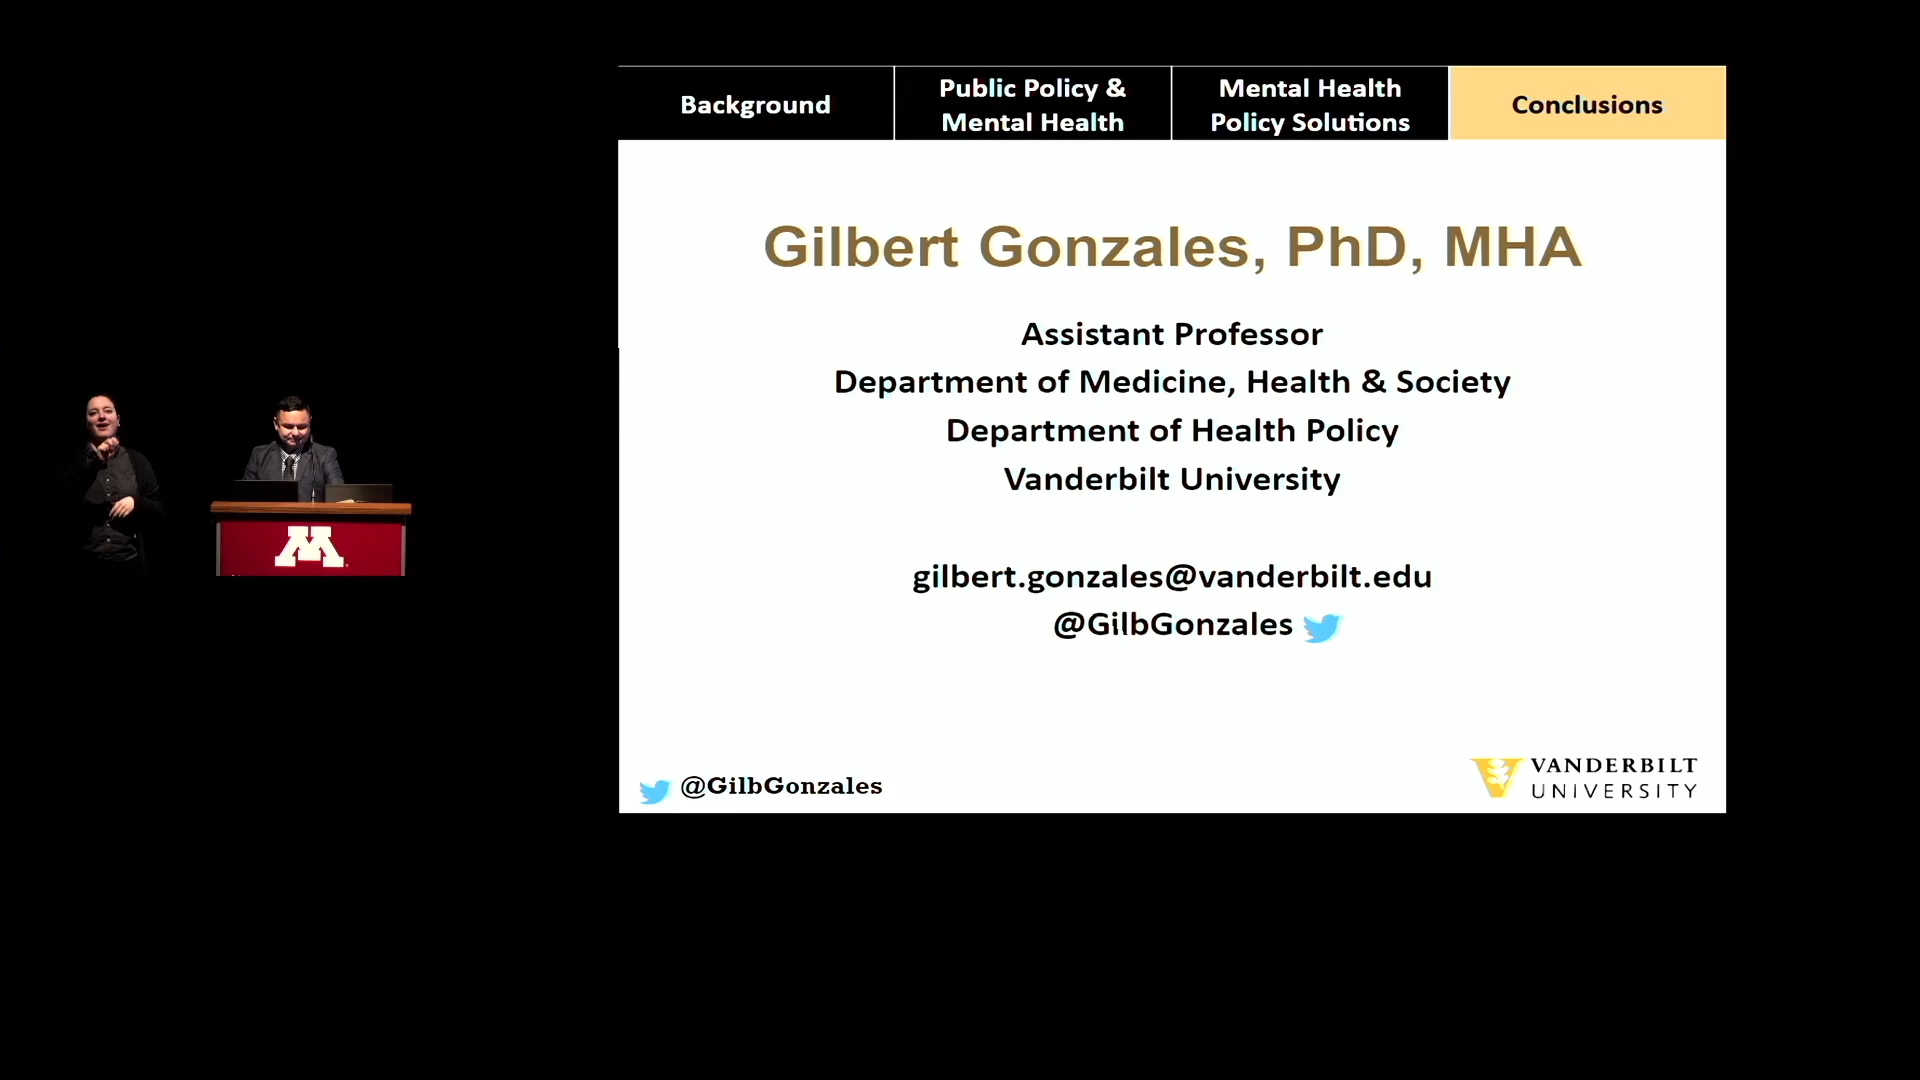 Background
Public Policy &
Mental Health
Mental Health
Policy Solutions
Conclusions
Gilbert Gonzales, PhD, MHA
Assistant Professor
Department of Medicine, Health & Society
Department of Health Policy
Vanderbilt University
gilbert.gonzales@vanderbilt.edu
@GilbGonzales
@GilbGonzales
VANDERBILT
UNIVERSITY
M